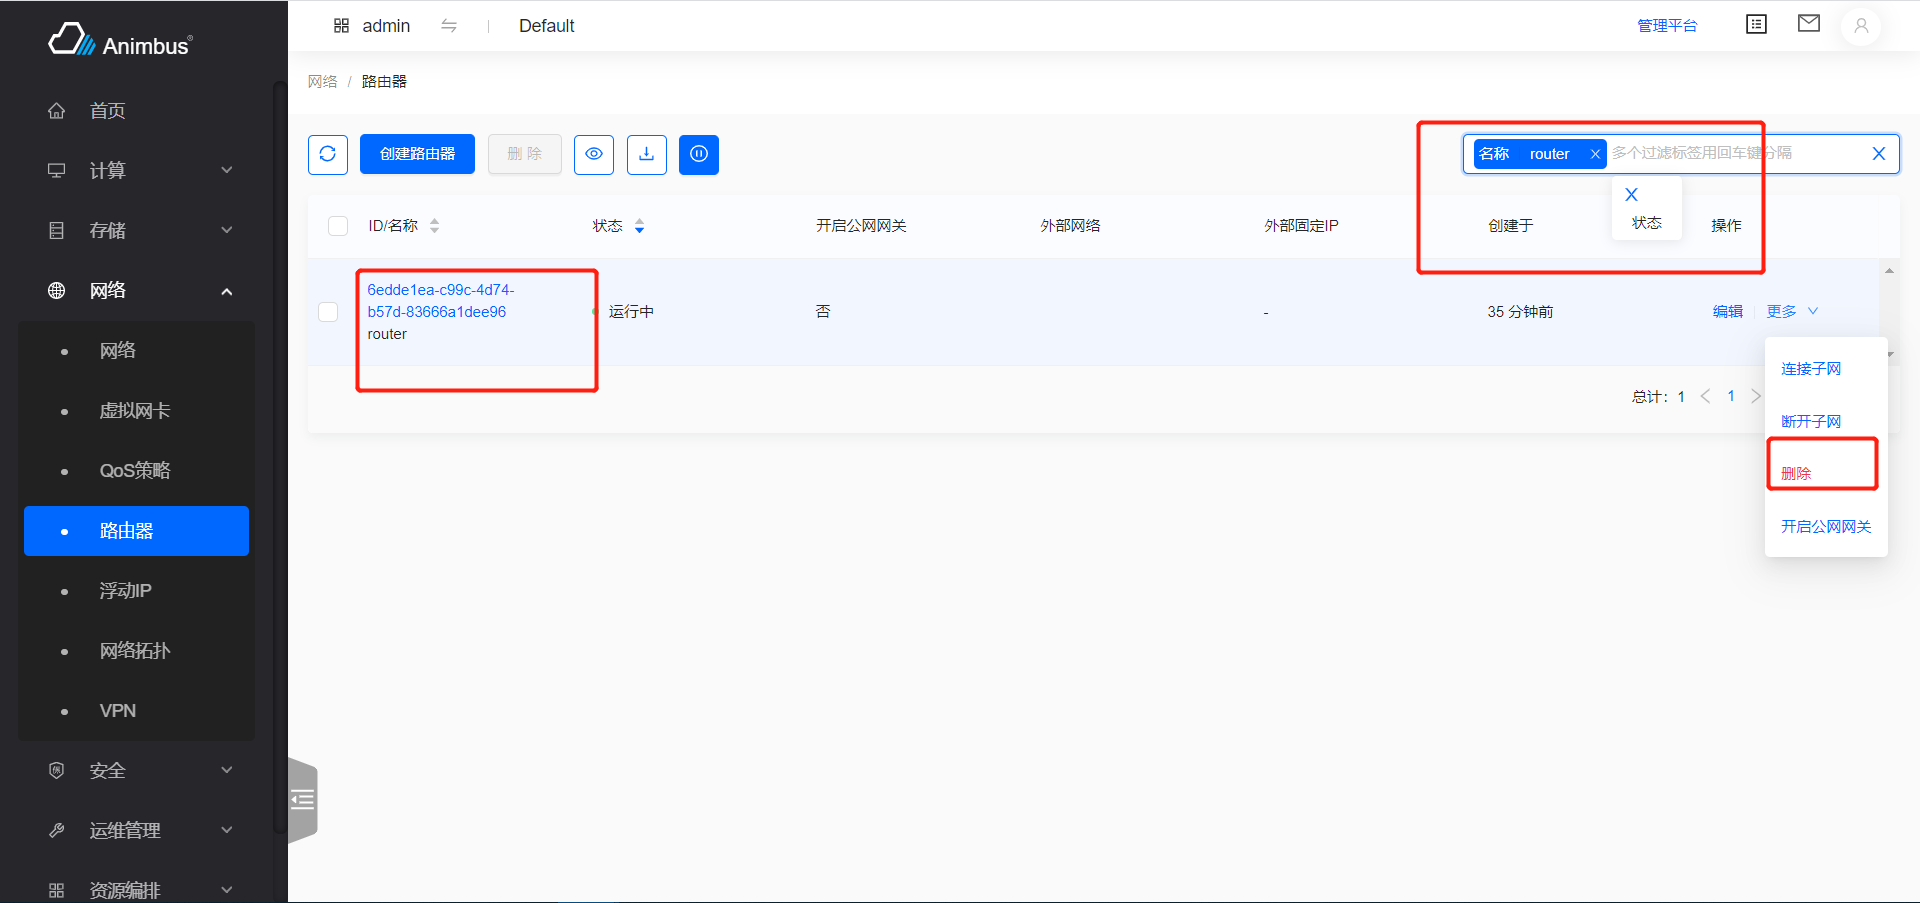 Animbus®
首页
计算
存储
网络
网络
虚拟网卡
QoS策略
路由器
浮动IP
网络拓扑
VPN
安全
运维管理
资源编排
admin
Default
管理平台
网络 / 路由器
创建路由器
删 除
名称 router
多个过滤标签用回车键分隔
X
状态
ID/名称
状态
开启公网网关
外部网络
外部固定IP
创建于
操作
6edde1ea-c99c-4d74-
b57d-83666a1dee96
router
运行中
否
-
35 分钟前
编辑
更多
总计：1
1
连接子网
断开子网
删除
开启公网网关